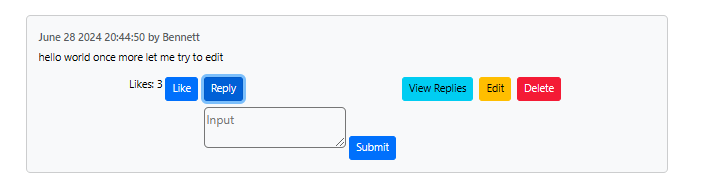 June 28 2024 20:44:50 by Bennett
hello world once more let me try to edit
Likes: 3 Like Reply View Replies Edit Delete
Input
Submit